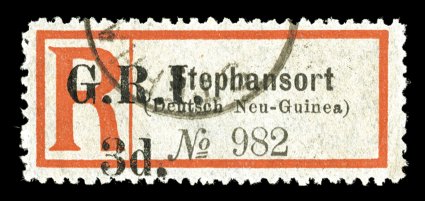 R
G.R.I.
Stephansort
(Deutsch Neu-Guinea)
3d.
No 982